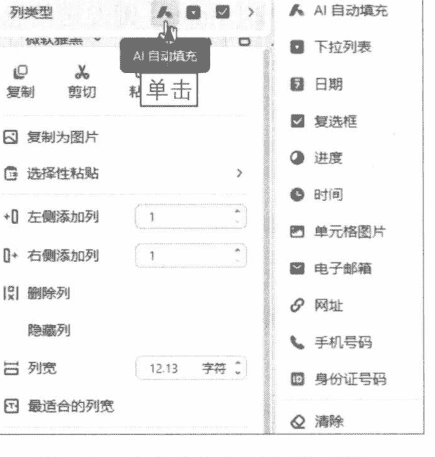 列类型
微软雅黑
AI 自动填充
单击
复制
剪切
粘
复制为图片
选择性粘贴
左侧添加列 1
右侧添加列 1
删除列
隐藏列
列宽 12.13 字符
最适合的列宽
AI 自动填充
下拉列表
日期
复选框
进度
时间
单元格图片
电子邮箱
网址
手机号码
身份证号码
清除